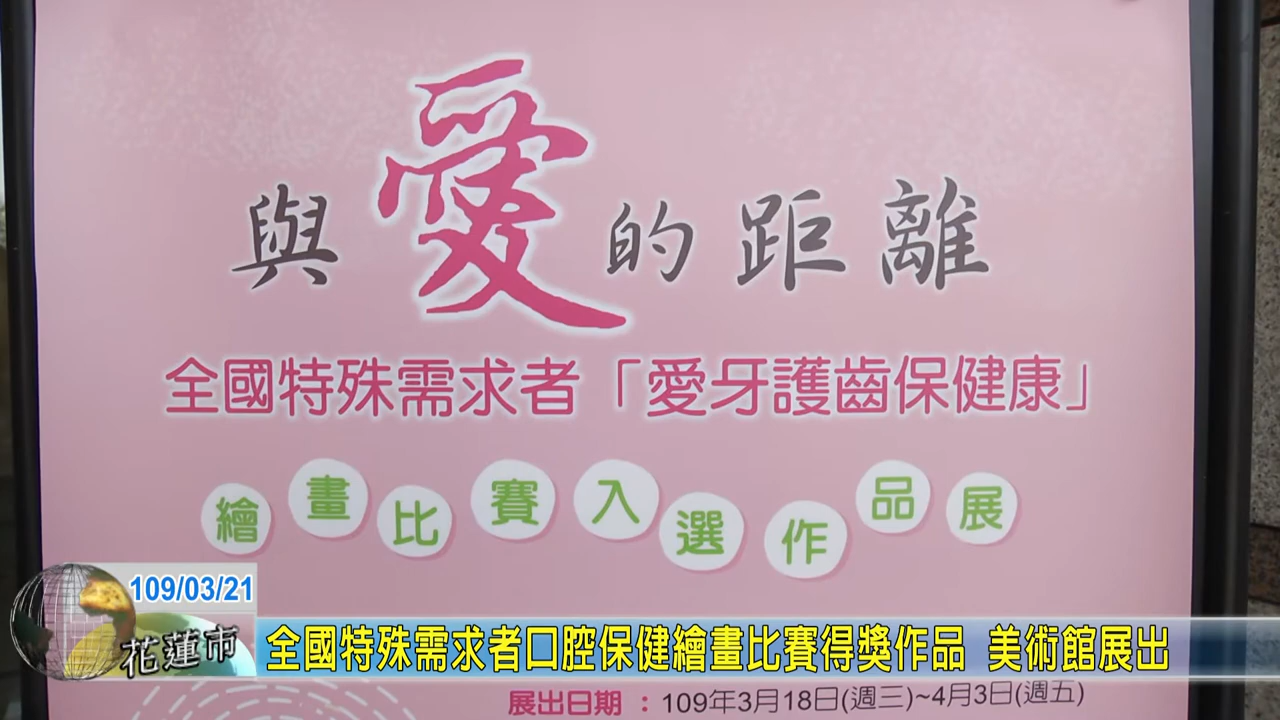 與愛的距離
全國特殊需求者「愛牙護齒保健康」
繪畫比賽入選作品展
109/03/21
花蓮市
全國特殊需求者口腔保健繪畫比賽得獎作品 美術館展出
展出日期：109年3月18日(週三)~4月3日(週五)